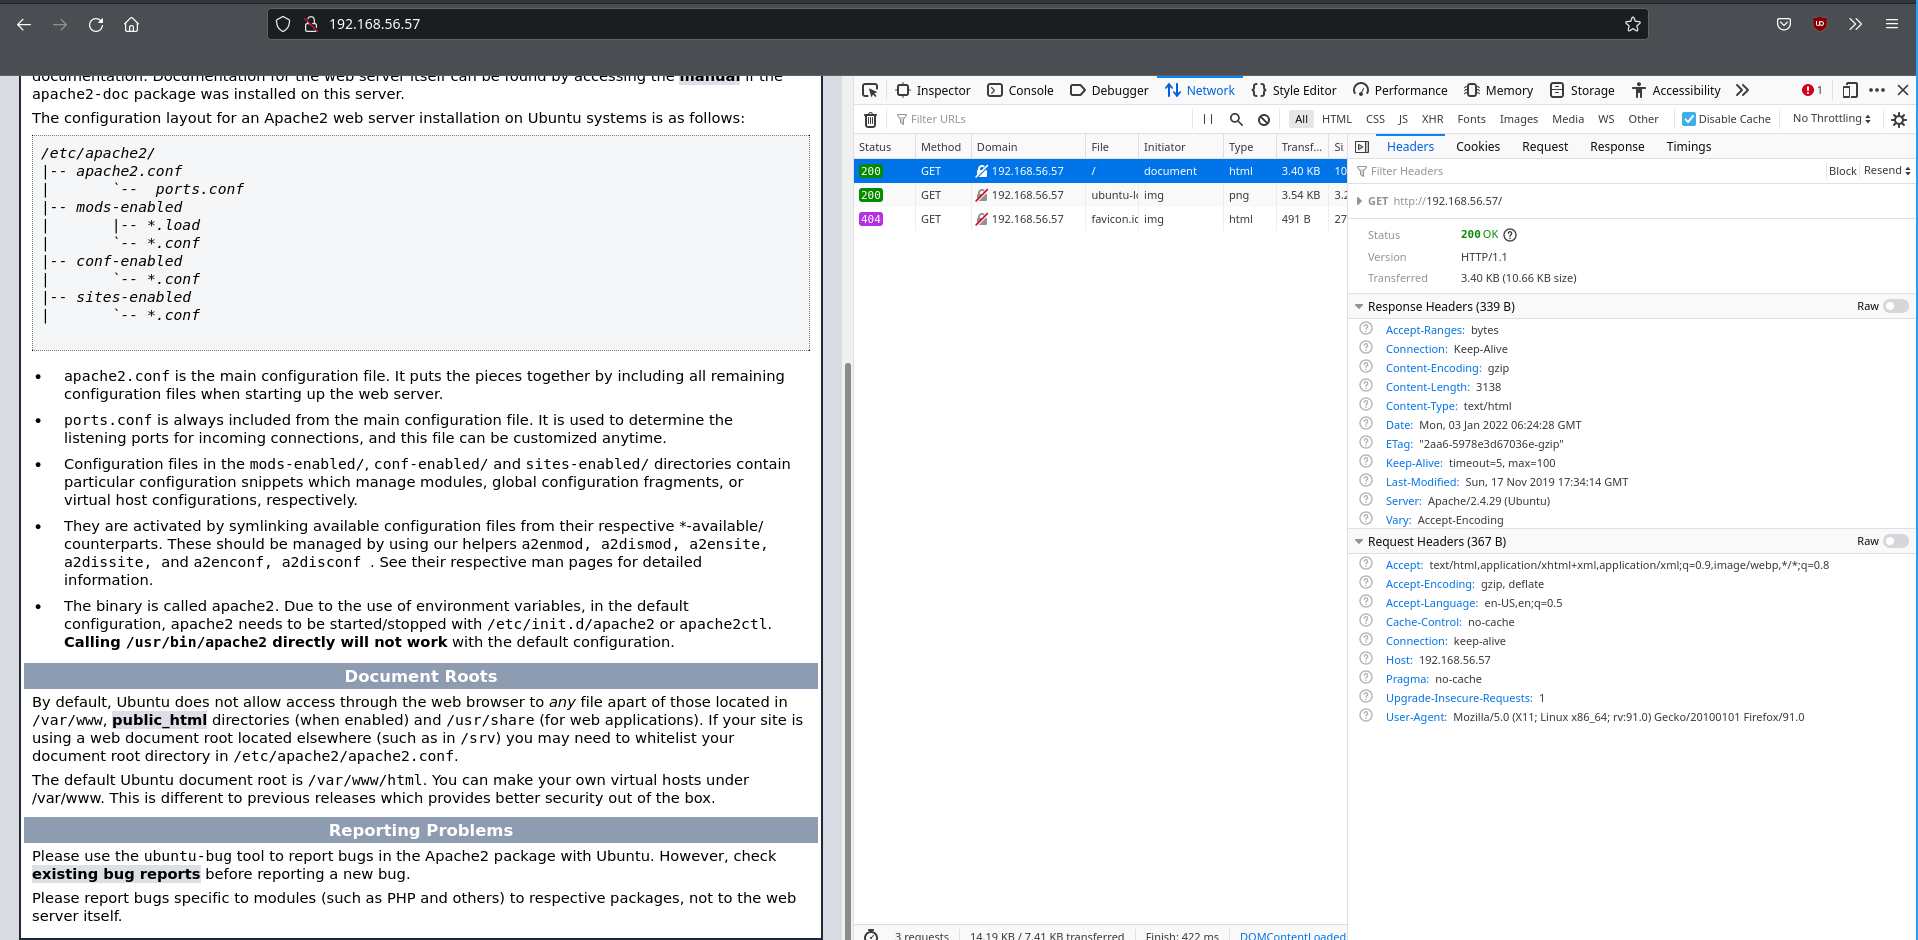 192.168.56.57
documentation. Documentation for the web server itself can be found by accessing the manual if the
apache2-doc package was installed on this server.
The configuration layout for an Apache2 web server installation on Ubuntu systems is as follows:
/etc/apache2/
|-- apache2.conf
|       `--  ports.conf
|-- mods-enabled
|       |-- *.load
|       `-- *.conf
|-- conf-enabled
|       `-- *.conf
|-- sites-enabled
|       `-- *.conf
• apache2.conf is the main configuration file. It puts the pieces together by including all remaining
configuration files when starting up the web server.
• ports.conf is always included from the main configuration file. It is used to determine the
listening ports for incoming connections, and this file can be customized anytime.
• Configuration files in the mods-enabled/, conf-enabled/ and sites-enabled/ directories contain
particular configuration snippets which manage modules, global configuration fragments, or
virtual host configurations, respectively.
• They are activated by symlinking available configuration files from their respective *-available/
counterparts. These should be managed by using our helpers a2enmod, a2dismod, a2ensite,
a2dissite, and a2enconf, a2disconf . See their respective man pages for detailed
information.
• The binary is called apache2. Due to the use of environment variables, in the default
configuration, apache2 needs to be started/stopped with /etc/init.d/apache2 or apache2ctl.
Calling /usr/bin/apache2 directly will not work with the default configuration.
Document Roots
By default, Ubuntu does not allow access through the web browser to any file apart of those located in
/var/www, public_html directories (when enabled) and /usr/share (for web applications). If your site is
using a web document root located elsewhere (such as in /srv) you may need to whitelist your
document root directory in /etc/apache2/apache2.conf.
The default Ubuntu document root is /var/www/html. You can make your own virtual hosts under
/var/www. This is different to previous releases which provides better security out of the box.
Reporting Problems
Please use the ubuntu-bug tool to report bugs in the Apache2 package with Ubuntu. However, check
existing bug reports before reporting a new bug.
Please report bugs specific to modules (such as PHP and others) to respective packages, not to the web
server itself.
Inspector Console Debugger Network Style Editor Performance Memory Storage Accessibility 1
Filter URLs All HTML CSS JS XHR Fonts Images Media WS Other Disable Cache No Throttling
Status Method Domain File Initiator Type Transf... Si
200 GET 192.168.56.57 / document html 3.40 KB 10
200 GET 192.168.56.57 ubuntu-l img png 3.54 KB 3.2
404 GET 192.168.56.57 favicon.ic img html 491 B 27
3 requests 14.19 KB / 7.41 KB transferred Finish: 422 ms DOMContentLoaded
Headers Cookies Request Response Timings
Filter Headers Block Resend
GET http://192.168.56.57/
Status 200 OK
Version HTTP/1.1
Transferred 3.40 KB (10.66 KB size)
Response Headers (339 B) Raw
Accept-Ranges: bytes
Connection: Keep-Alive
Content-Encoding: gzip
Content-Length: 3138
Content-Type: text/html
Date: Mon, 03 Jan 2022 06:24:28 GMT
ETag: "2aa6-5978e3d67036e-gzip"
Keep-Alive: timeout=5, max=100
Last-Modified: Sun, 17 Nov 2019 17:34:14 GMT
Server: Apache/2.4.29 (Ubuntu)
Vary: Accept-Encoding
Request Headers (367 B) Raw
Accept: text/html,application/xhtml+xml,application/xml;q=0.9,image/webp,*/*;q=0.8
Accept-Encoding: gzip, deflate
Accept-Language: en-US,en;q=0.5
Cache-Control: no-cache
Connection: keep-alive
Host: 192.168.56.57
Pragma: no-cache
Upgrade-Insecure-Requests: 1
User-Agent: Mozilla/5.0 (X11; Linux x86_64; rv:91.0) Gecko/20100101 Firefox/91.0